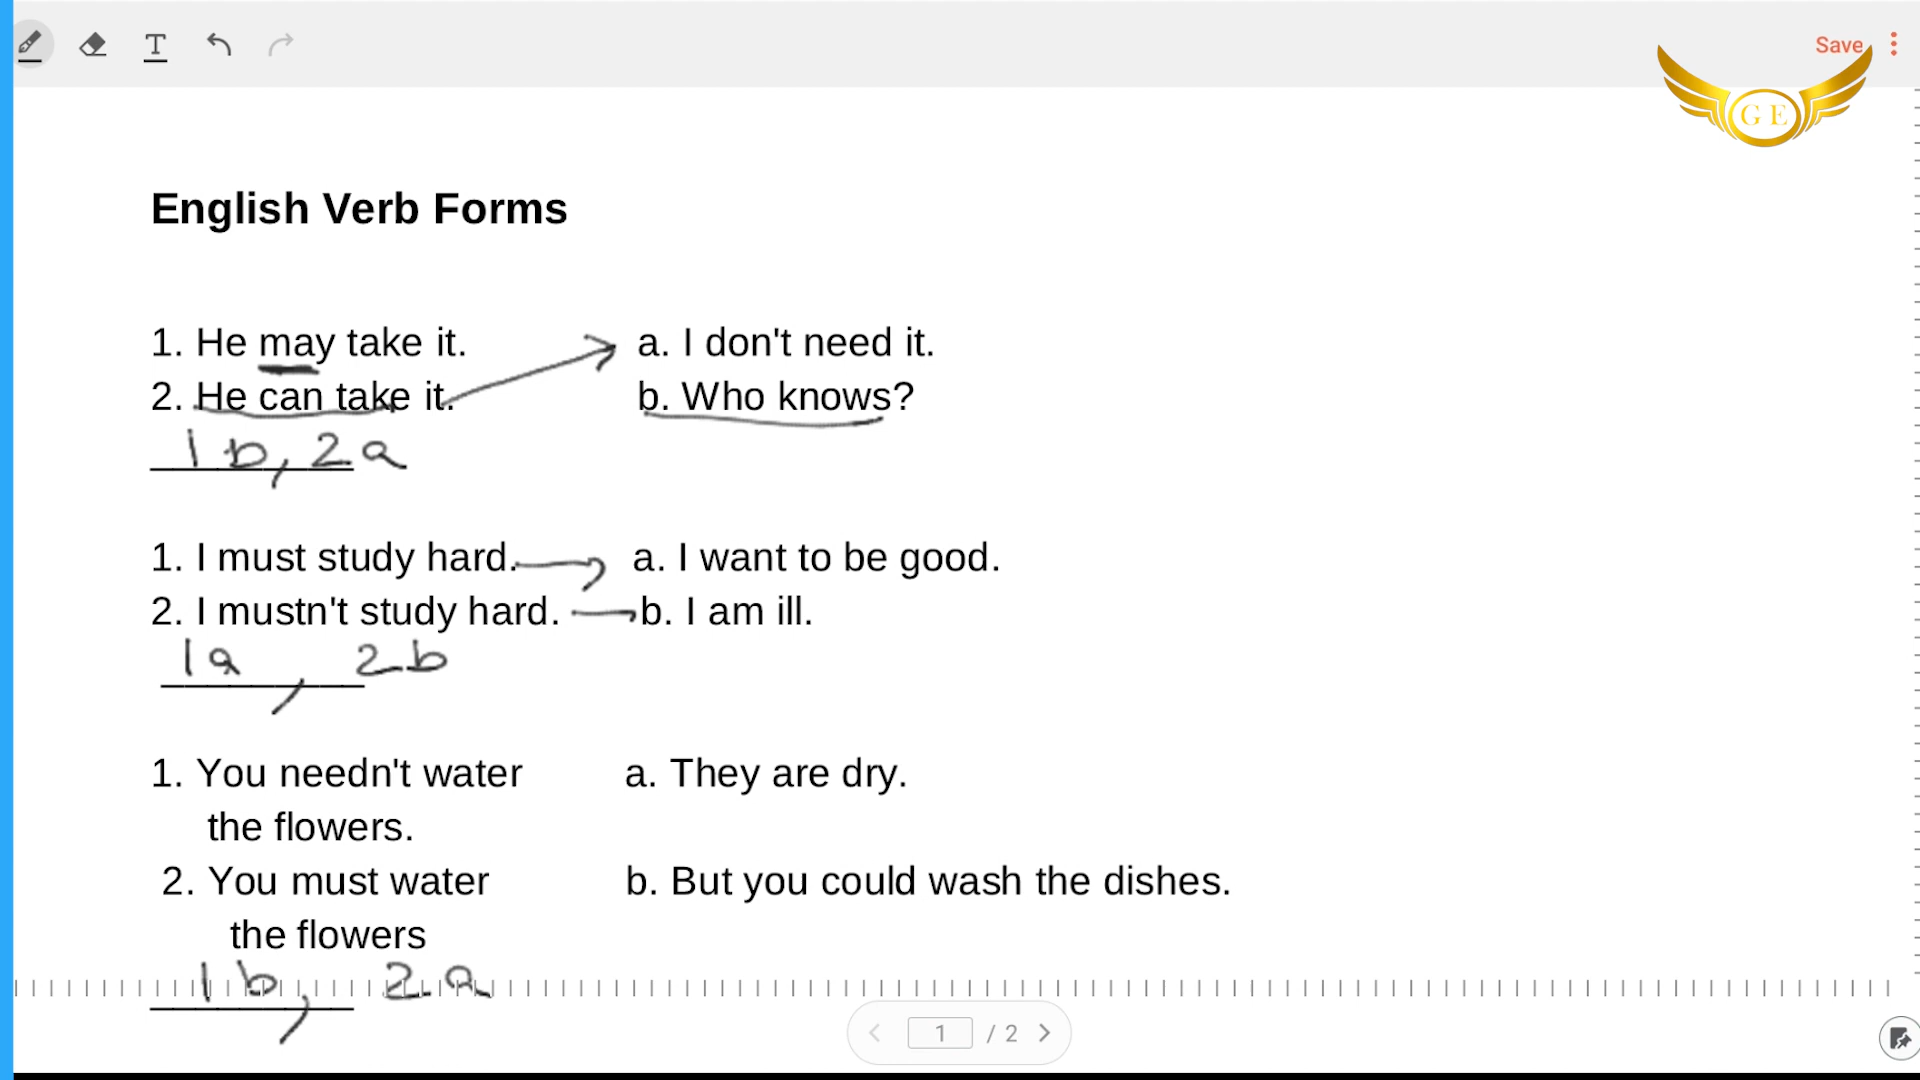 Save
G E
English Verb Forms
1. He may take it. a. I don't need it.
2. He can take it. b. Who knows?
1b, 2a
1. I must study hard. a. I want to be good.
2. I mustn't study hard. b. I am ill.
1a, 2b
1. You needn't water a. They are dry.
the flowers.
2. You must water b. But you could wash the dishes.
the flowers
1b, 2a
1 / 2